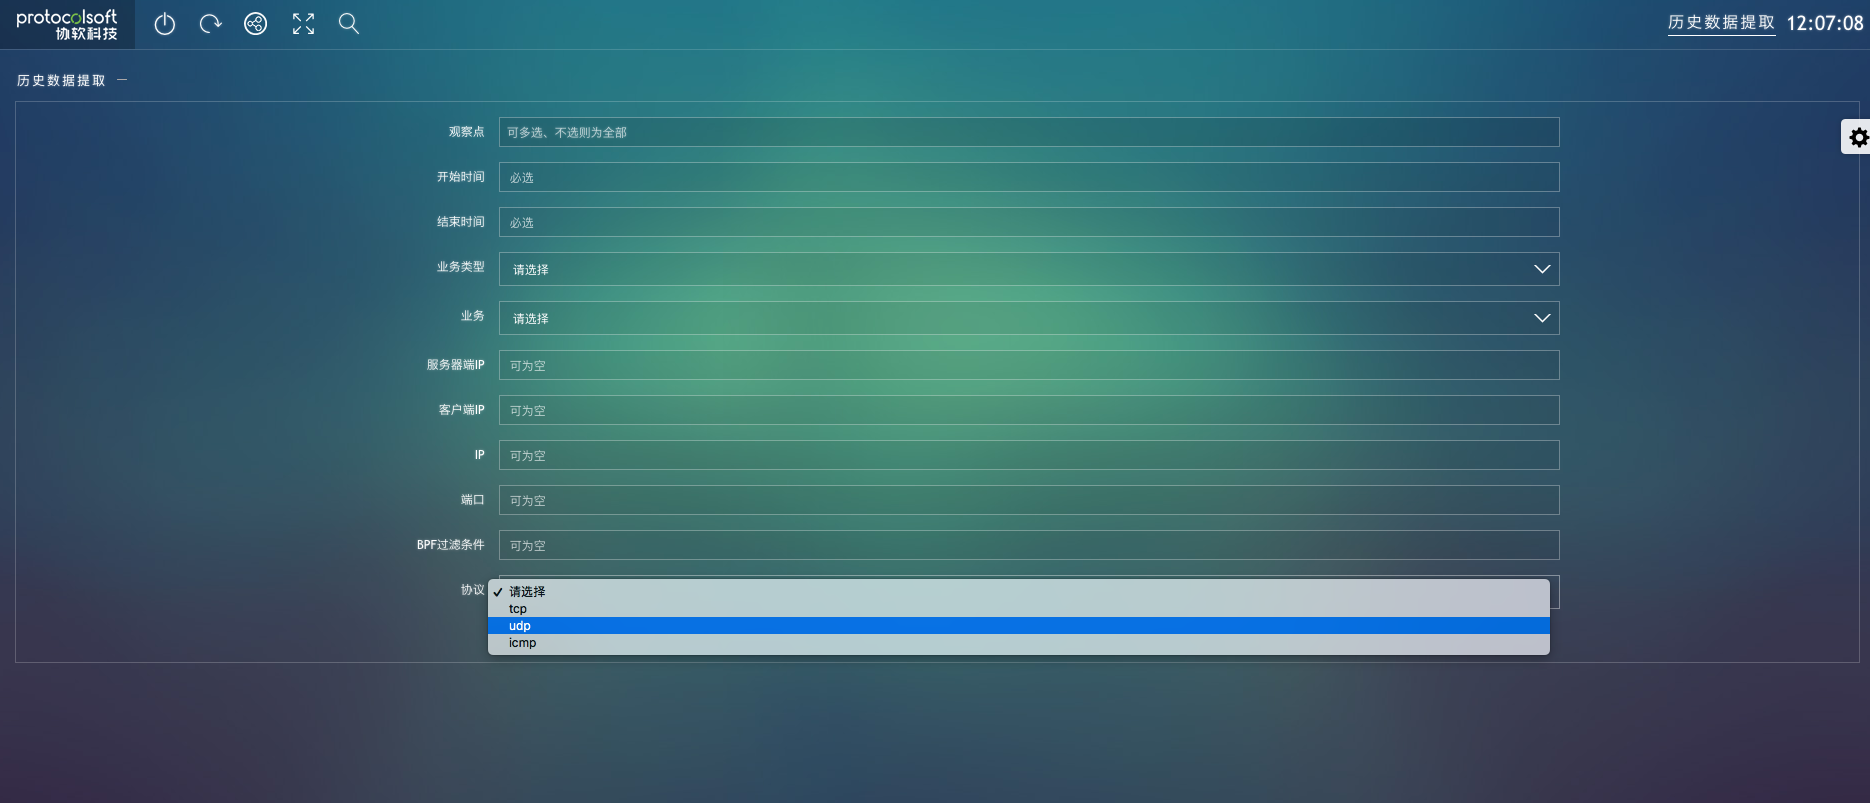 protocolsoft
协软科技
历史数据提取 12:07:08
历史数据提取
观察点 可多选、不选则为全部
开始时间 必选
结束时间 必选
业务类型 请选择
业务 请选择
服务器端IP 可为空
客户端IP 可为空
IP 可为空
端口 可为空
BPF过滤条件 可为空
协议 请选择
tcp
udp
icmp